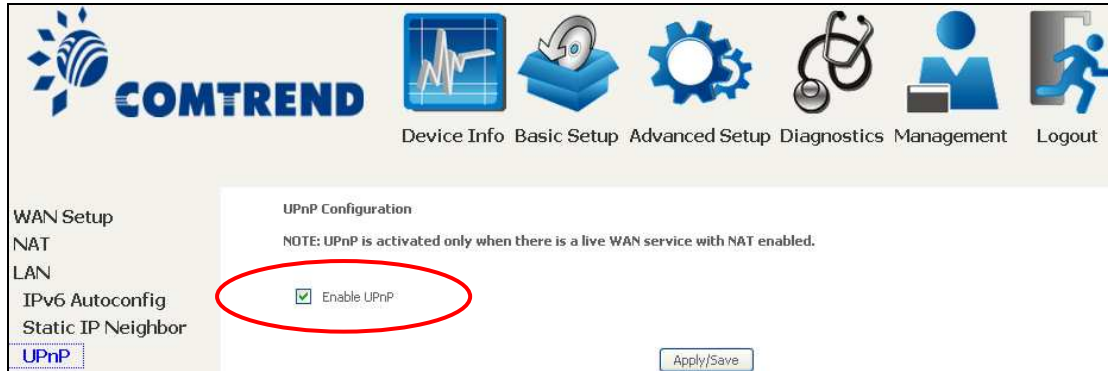 COMTREND
Device Info Basic Setup Advanced Setup Diagnostics Management Logout
WAN Setup
NAT
LAN
IPv6 Autoconfig
Static IP Neighbor
UPnP
UPnP Configuration
NOTE: UPnP is activated only when there is a live WAN service with NAT enabled.
Enable UPnP
Apply/Save